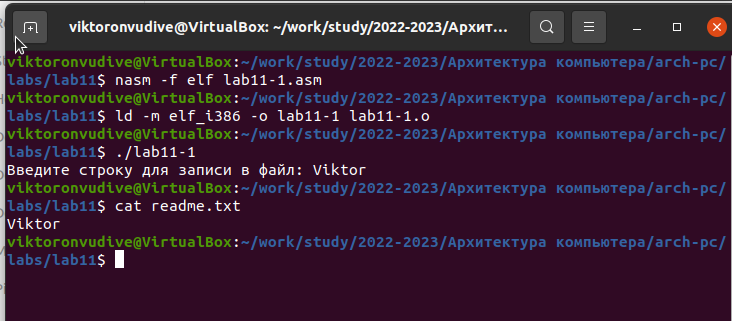 viktoronvudive@VirtualBox: ~/work/study/2022-2023/Архит...
viktoronvudive@VirtualBox:~/work/study/2022-2023/Архитектура компьютера/arch-pc/
labs/lab11$ nasm -f elf lab11-1.asm
viktoronvudive@VirtualBox:~/work/study/2022-2023/Архитектура компьютера/arch-pc/
labs/lab11$ ld -m elf_i386 -o lab11-1 lab11-1.o
viktoronvudive@VirtualBox:~/work/study/2022-2023/Архитектура компьютера/arch-pc/
labs/lab11$ ./lab11-1
Введите строку для записи в файл: Viktor
viktoronvudive@VirtualBox:~/work/study/2022-2023/Архитектура компьютера/arch-pc/
labs/lab11$ cat readme.txt
Viktor
viktoronvudive@VirtualBox:~/work/study/2022-2023/Архитектура компьютера/arch-pc/
labs/lab11$